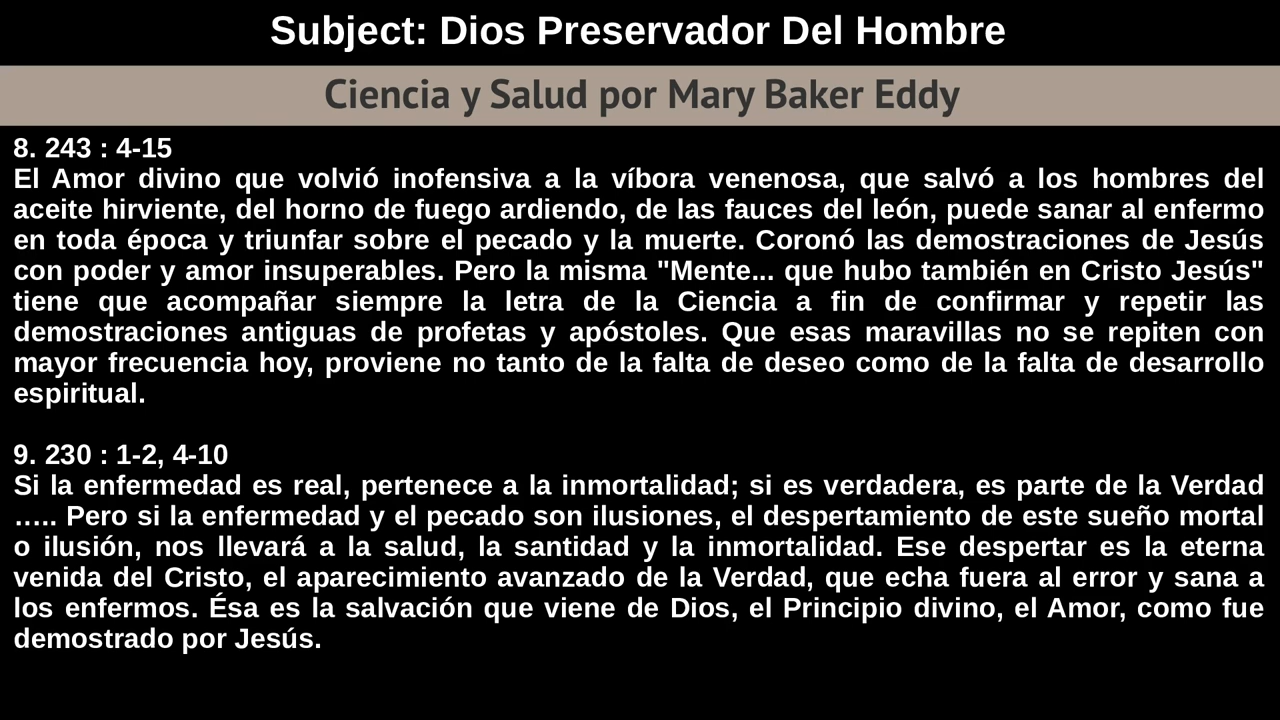 Subject: Dios Preservador Del Hombre
Ciencia y Salud por Mary Baker Eddy
8. 243 : 4-15
El Amor divino que volvió inofensiva a la víbora venenosa, que salvó a los hombres del
aceite hirviente, del horno de fuego ardiendo, de las fauces del león, puede sanar al enfermo
en toda época y triunfar sobre el pecado y la muerte. Coronó las demostraciones de Jesús
con poder y amor insuperables. Pero la misma "Mente... que hubo también en Cristo Jesús"
tiene que acompañar siempre la letra de la Ciencia a fin de confirmar y repetir las
demostraciones antiguas de profetas y apóstoles. Que esas maravillas no se repiten con
mayor frecuencia hoy, proviene no tanto de la falta de deseo como de la falta de desarrollo
espiritual.
9. 230 : 1-2, 4-10
Si la enfermedad es real, pertenece a la inmortalidad; si es verdadera, es parte de la Verdad
….. Pero si la enfermedad y el pecado son ilusiones, el despertamiento de este sueño mortal
o ilusión, nos llevará a la salud, la santidad y la inmortalidad. Ese despertar es la eterna
venida del Cristo, el aparecimiento avanzado de la Verdad, que echa fuera al error y sana a
los enfermos. Ésa es la salvación que viene de Dios, el Principio divino, el Amor, como fue
demostrado por Jesús.